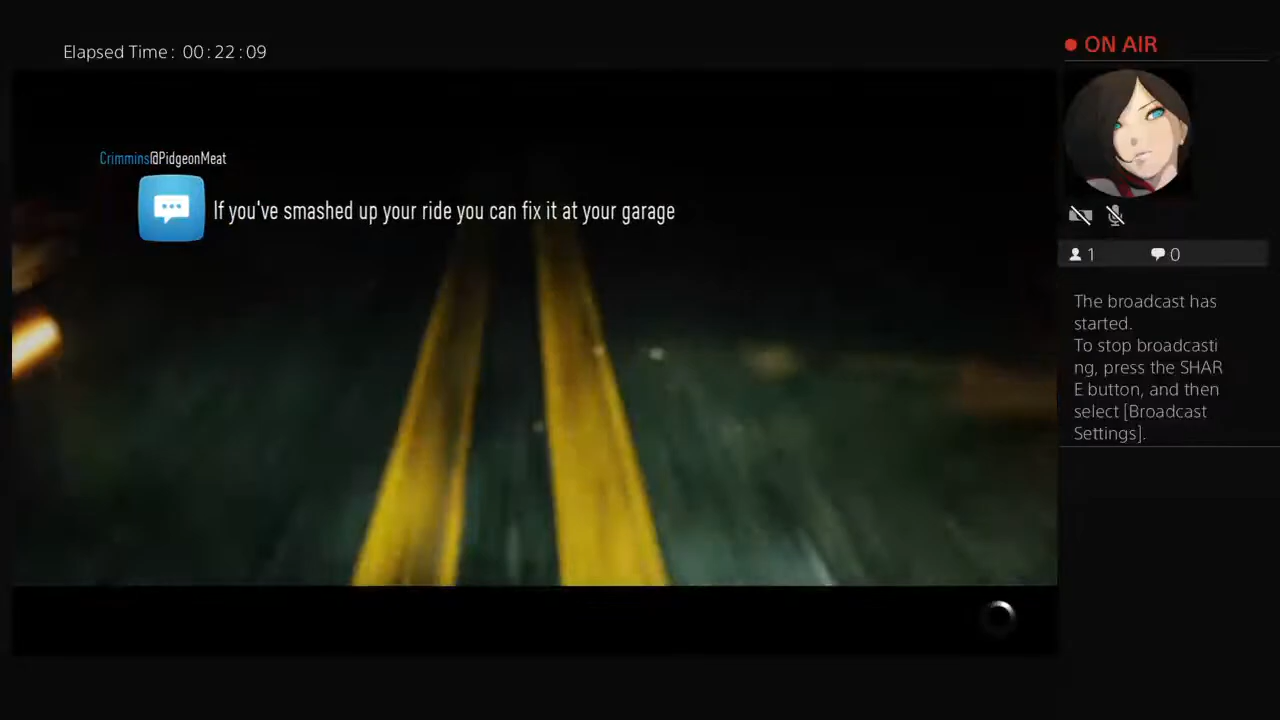 Elapsed Time: 00:22:09
ON AIR
Crimmins@PidgeonMeat
If you've smashed up your ride you can fix it at your garage
1
0
The broadcast has
started.
To stop broadcasti
ng, press the SHAR
E button, and then
select [Broadcast
Settings].